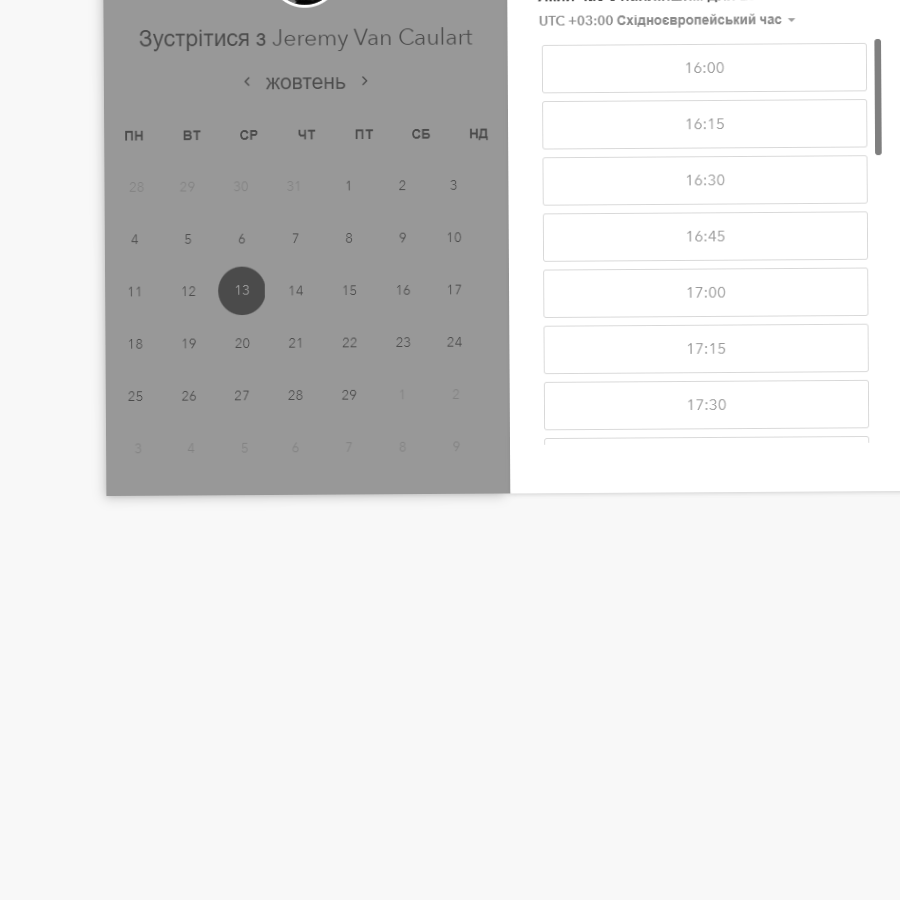 Зустрітися з Jeremy Van Caulart
жовтень
ПН ВТ СР ЧТ ПТ СБ НД
28 29 30 31 1 2 3
4 5 6 7 8 9 10
11 12 13 14 15 16 17
18 19 20 21 22 23 24
25 26 27 28 29 1 2
3 4 5 6 7 8 9
UTC +03:00 Східноєвропейський час
16:00
16:15
16:30
16:45
17:00
17:15
17:30